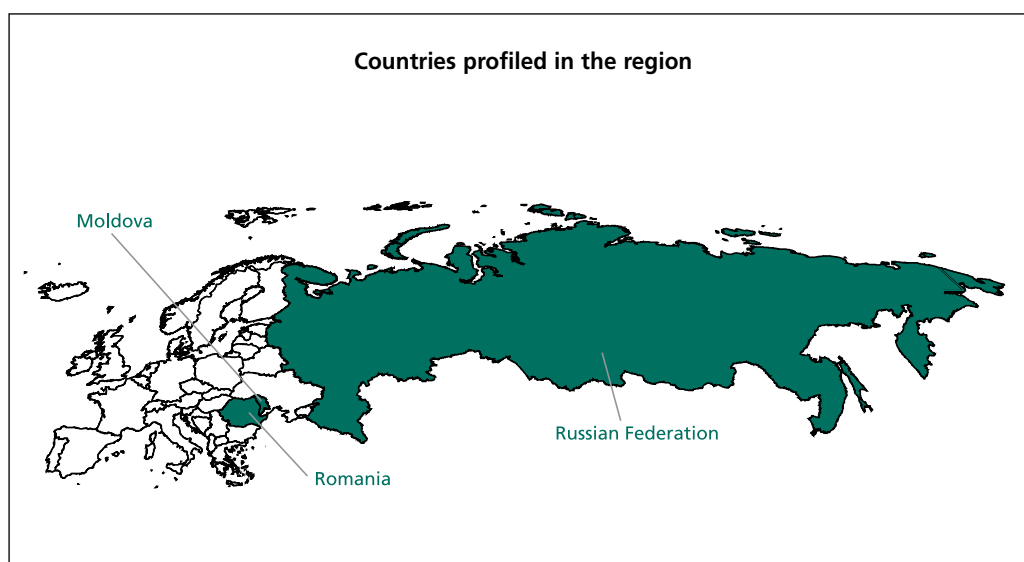 Countries profiled in the region
Moldova
Russian Federation
Romania